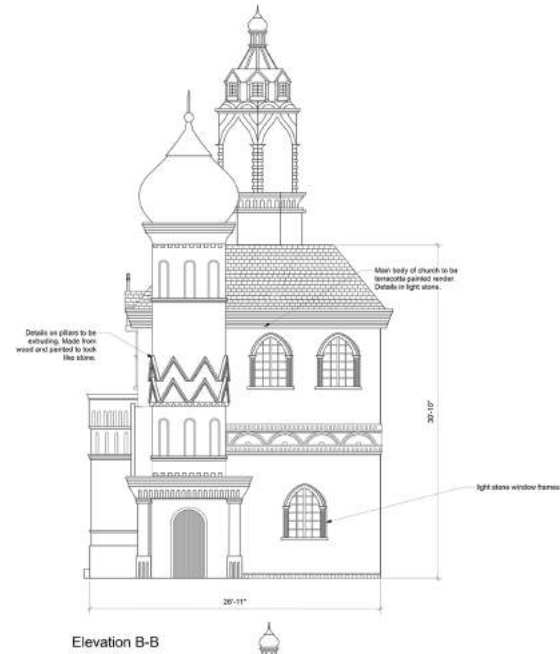 Main body of church to be
terracotta painted render.
Details in light stone.
Details on pillars to be
extruding. Made from
wood and painted to look
like stone.
30'-10"
light stone window frames
26'-11"
Elevation B-B